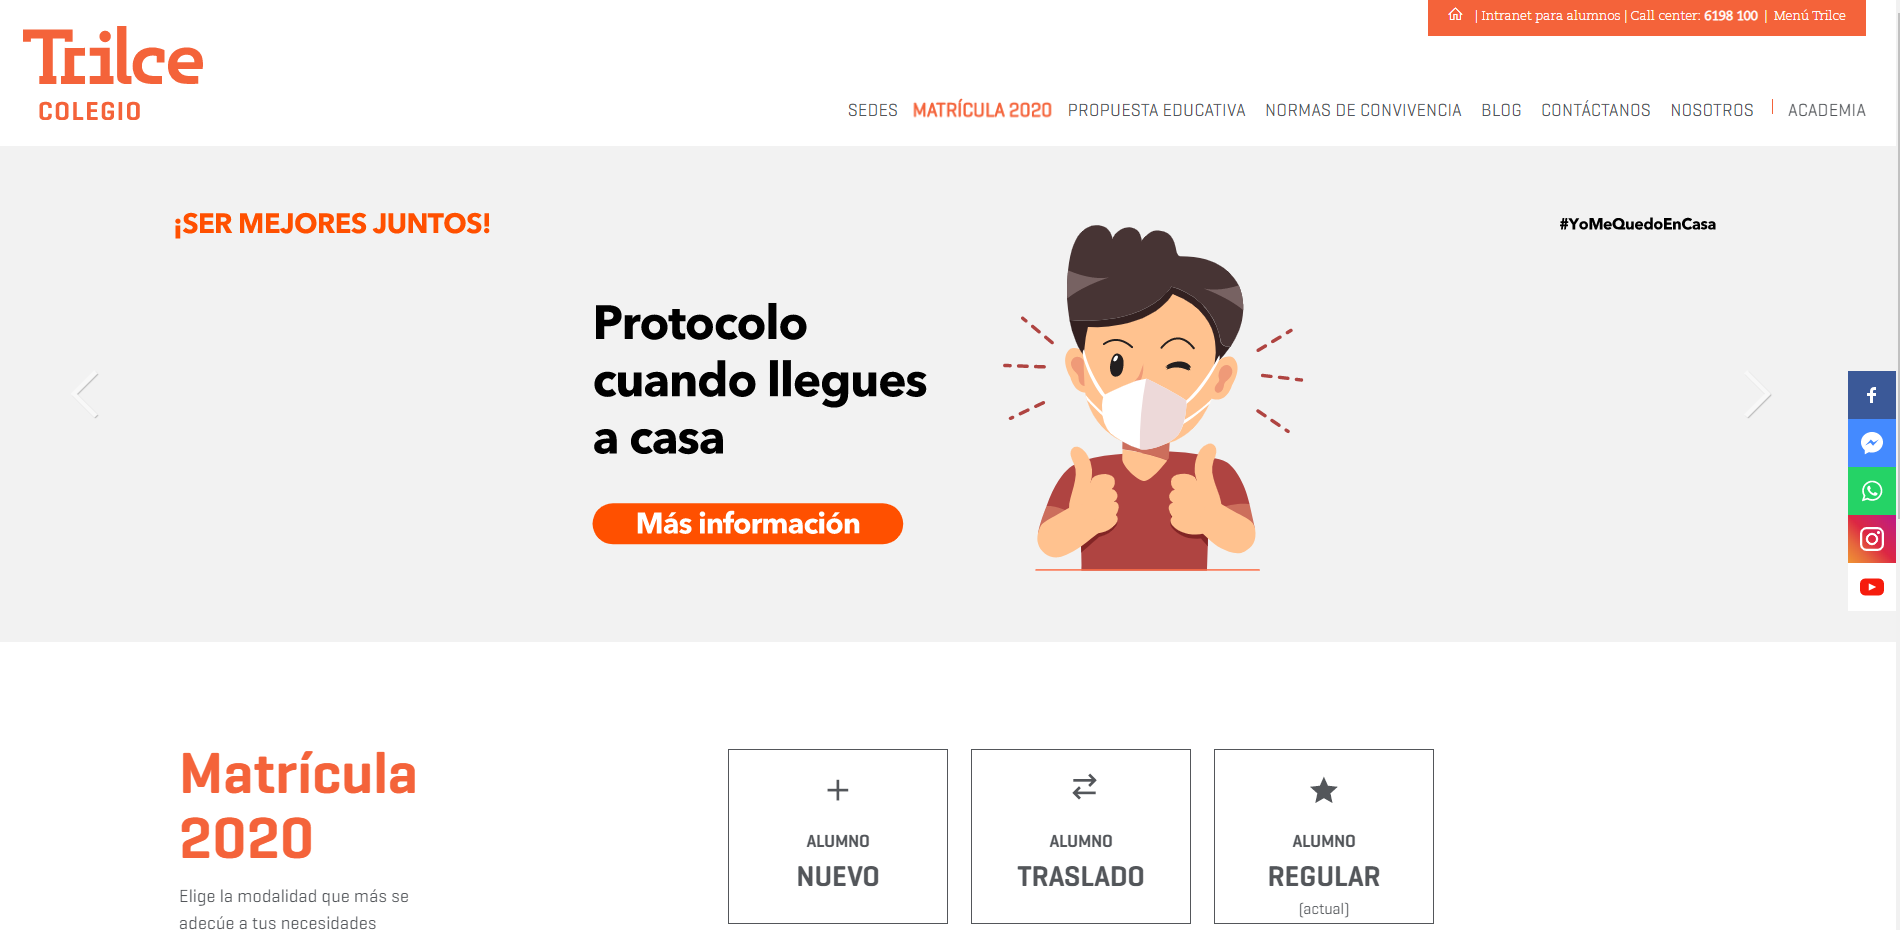 | Intranet para alumnos | Call center: 6198 100 | Menú Trilce
Trilce
COLEGIO
SEDES MATRÍCULA 2020 PROPUESTA EDUCATIVA NORMAS DE CONVIVENCIA BLOG CONTÁCTANOS NOSOTROS | ACADEMIA
¡SER MEJORES JUNTOS!
#YoMeQuedoEnCasa
Protocolo
cuando llegues
a casa
Más información
Matrícula
2020
Elige la modalidad que más se
adecúe a tus necesidades
ALUMNO
NUEVO
ALUMNO
TRASLADO
ALUMNO
REGULAR
(actual)